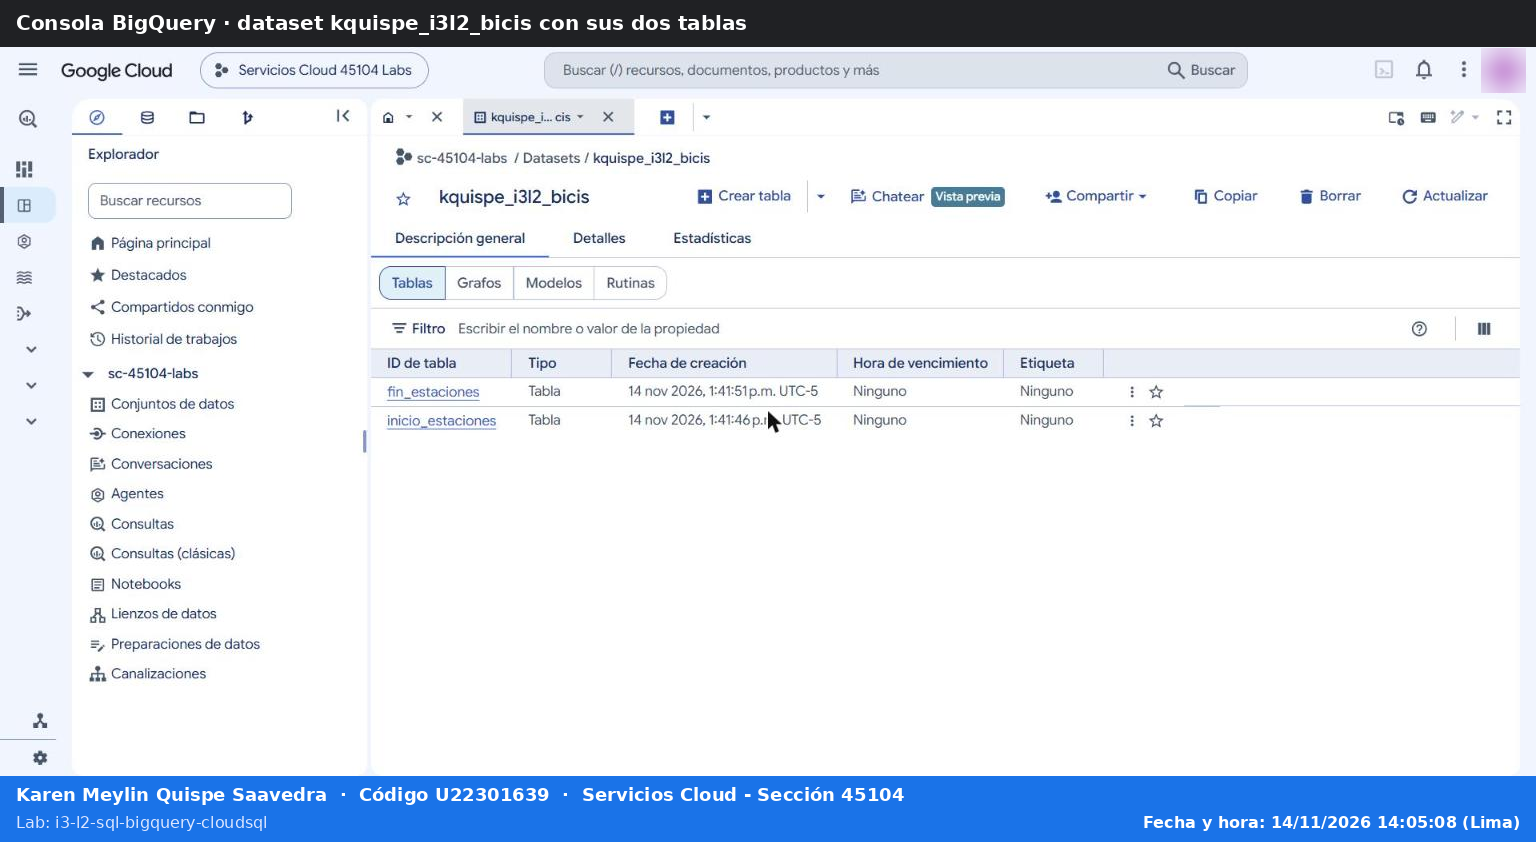 Consola BigQuery · dataset kquispe_i3l2_bicis con sus dos tablas
Google Cloud
Servicios Cloud 45104 Labs
Buscar (/) recursos, documentos, productos y más
Buscar
kquispe_i... cis
Explorador
Buscar recursos
Página principal
Destacados
Compartidos conmigo
Historial de trabajos
sc-45104-labs
Conjuntos de datos
Conexiones
Conversaciones
Agentes
Consultas
Consultas (clásicas)
Notebooks
Lienzos de datos
Preparaciones de datos
Canalizaciones
sc-45104-labs / Datasets / kquispe_i3l2_bicis
kquispe_i3l2_bicis
Crear tabla
Chatear Vista previa
Compartir
Copiar
Borrar
Actualizar
Descripción general Detalles Estadísticas
Tablas Grafos Modelos Rutinas
Filtro Escribir el nombre o valor de la propiedad
ID de tabla Tipo Fecha de creación Hora de vencimiento Etiqueta
fin_estaciones Tabla 14 nov 2026, 1:41:51 p.m. UTC-5 Ninguno Ninguno
inicio_estaciones Tabla 14 nov 2026, 1:41:46 p.m. UTC-5 Ninguno Ninguno
Karen Meylin Quispe Saavedra · Código U22301639 · Servicios Cloud - Sección 45104
Lab: i3-l2-sql-bigquery-cloudsql
Fecha y hora: 14/11/2026 14:05:08 (Lima)